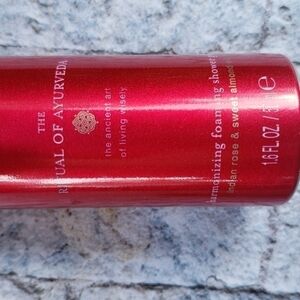 THE
RITUAL OF AYURVEDA
the ancient art
of living wisely
harmonizing foaming shower
indian rose & sweet almond
1.6 FL OZ. /
e